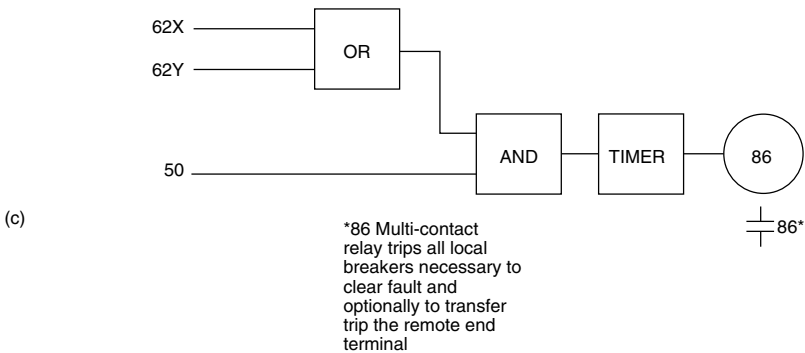 62X
OR
62Y
AND
TIMER
86
50
(c)
86*
*86 Multi-contact
relay trips all local
breakers necessary to
clear fault and
optionally to transfer
trip the remote end
terminal